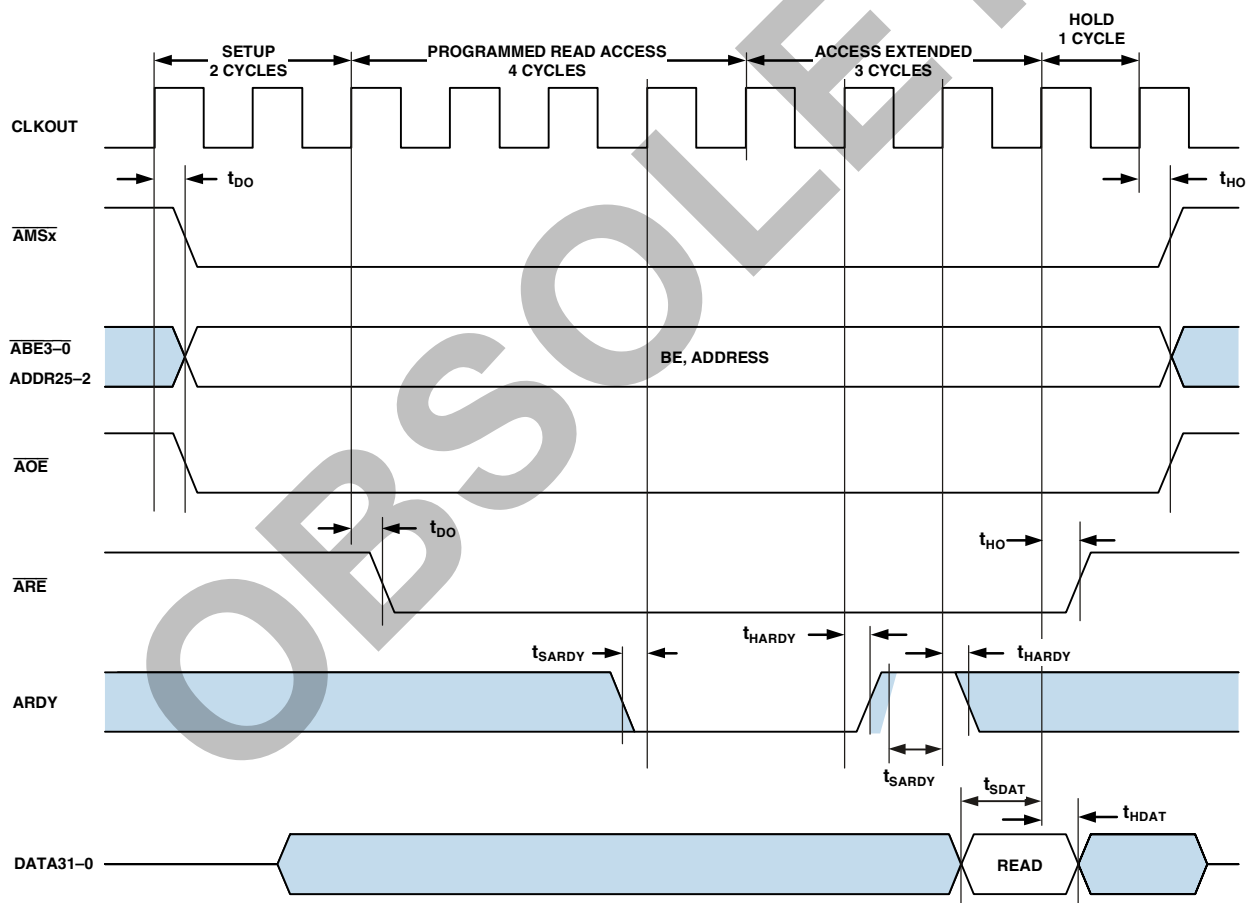 HOLD
1 CYCLE
SETUP
2 CYCLES
PROGRAMMED READ ACCESS
4 CYCLES
ACCESS EXTENDED
3 CYCLES
CLKOUT
tDO
tHO
AMSx
ABE3–0
ADDR25–2
BE, ADDRESS
AOE
tDO
tHO
ARE
tSARDY
tHARDY
tHARDY
ARDY
tSARDY
tSDAT
tHDAT
DATA31–0
READ